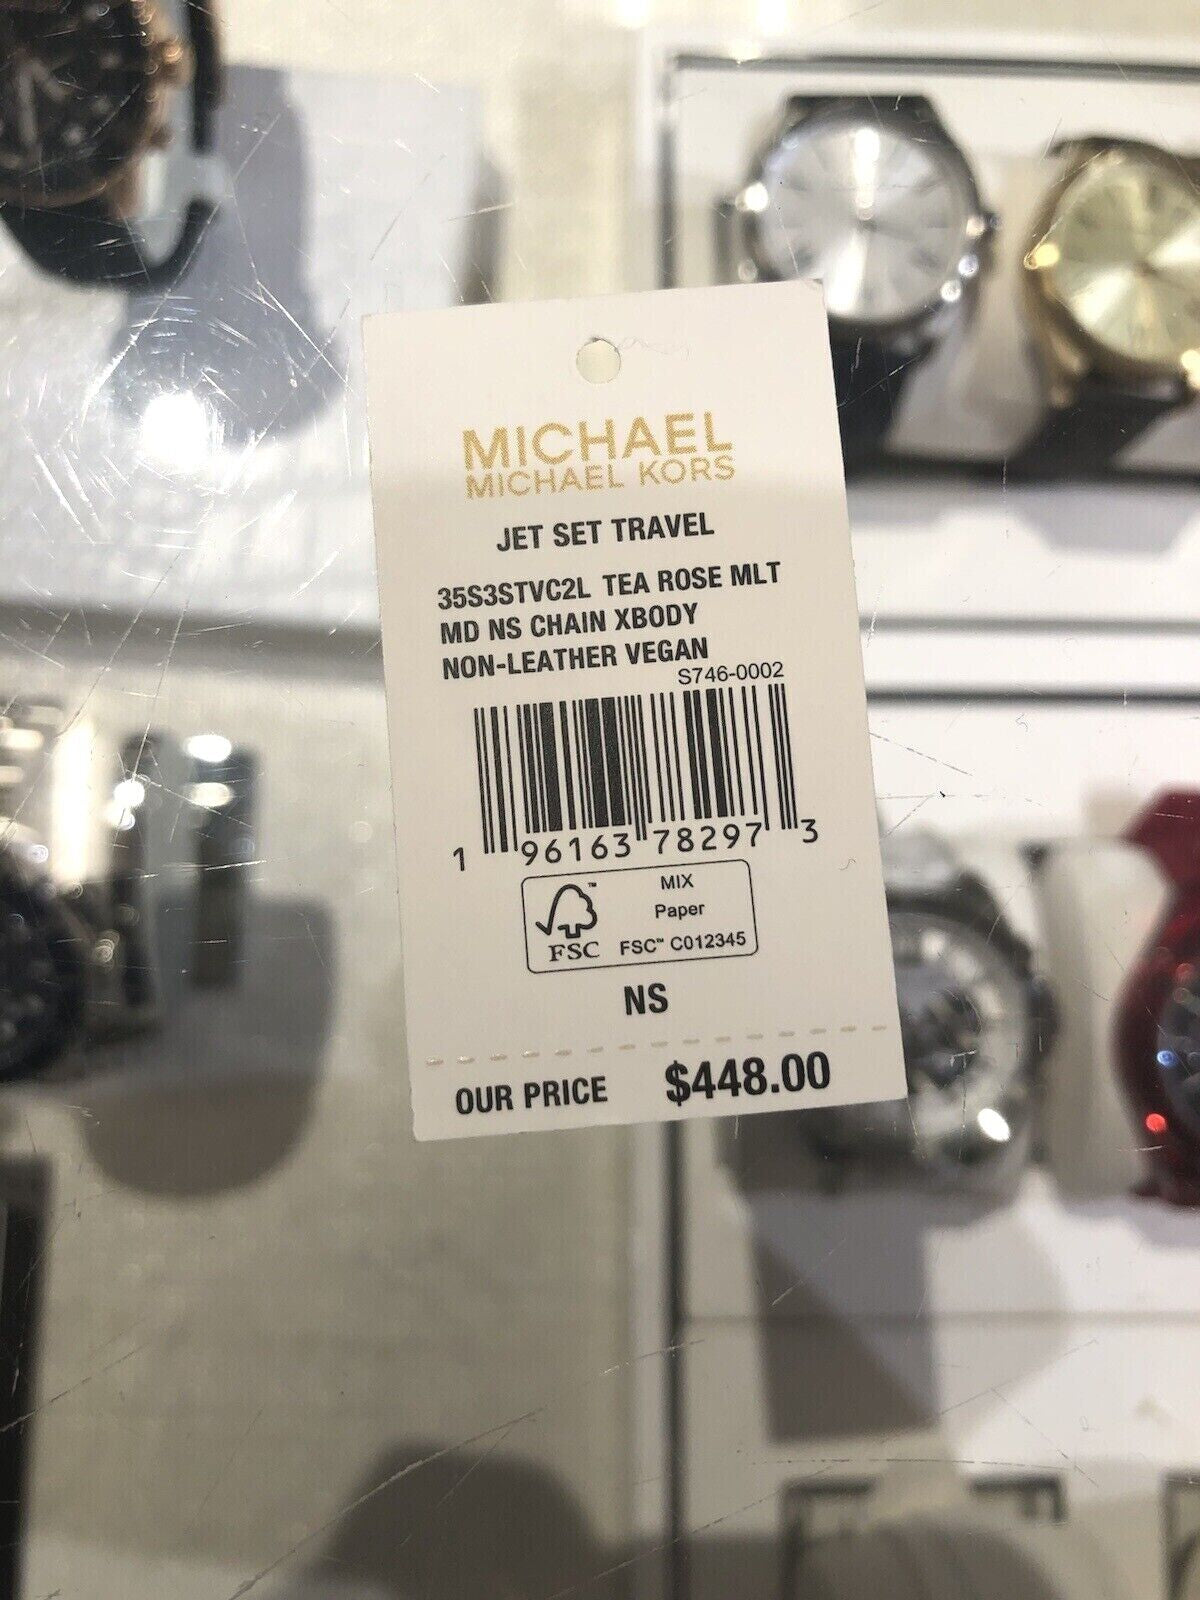 MICHAEL
MICHAEL KORS
JET SET TRAVEL
35S3STVC2L TEA ROSE MLT
MD NS CHAIN XBODY
NON-LEATHER VEGAN
S746-0002
1 96163 78297 3
MIX
Paper
FSC™ C012345
™
FSC
NS
OUR PRICE $448.00